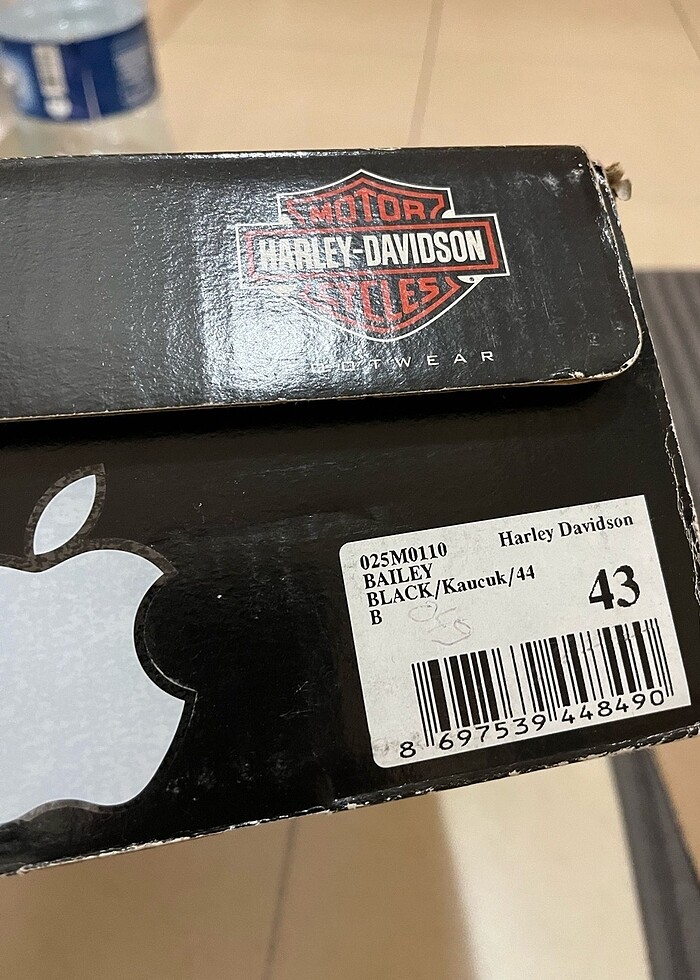 MOTOR
HARLEY-DAVIDSON
CYCLES
025M0110
Harley Davidson
BAILEY
BLACK/Kaucuk/44
B
43
8 697539 448490